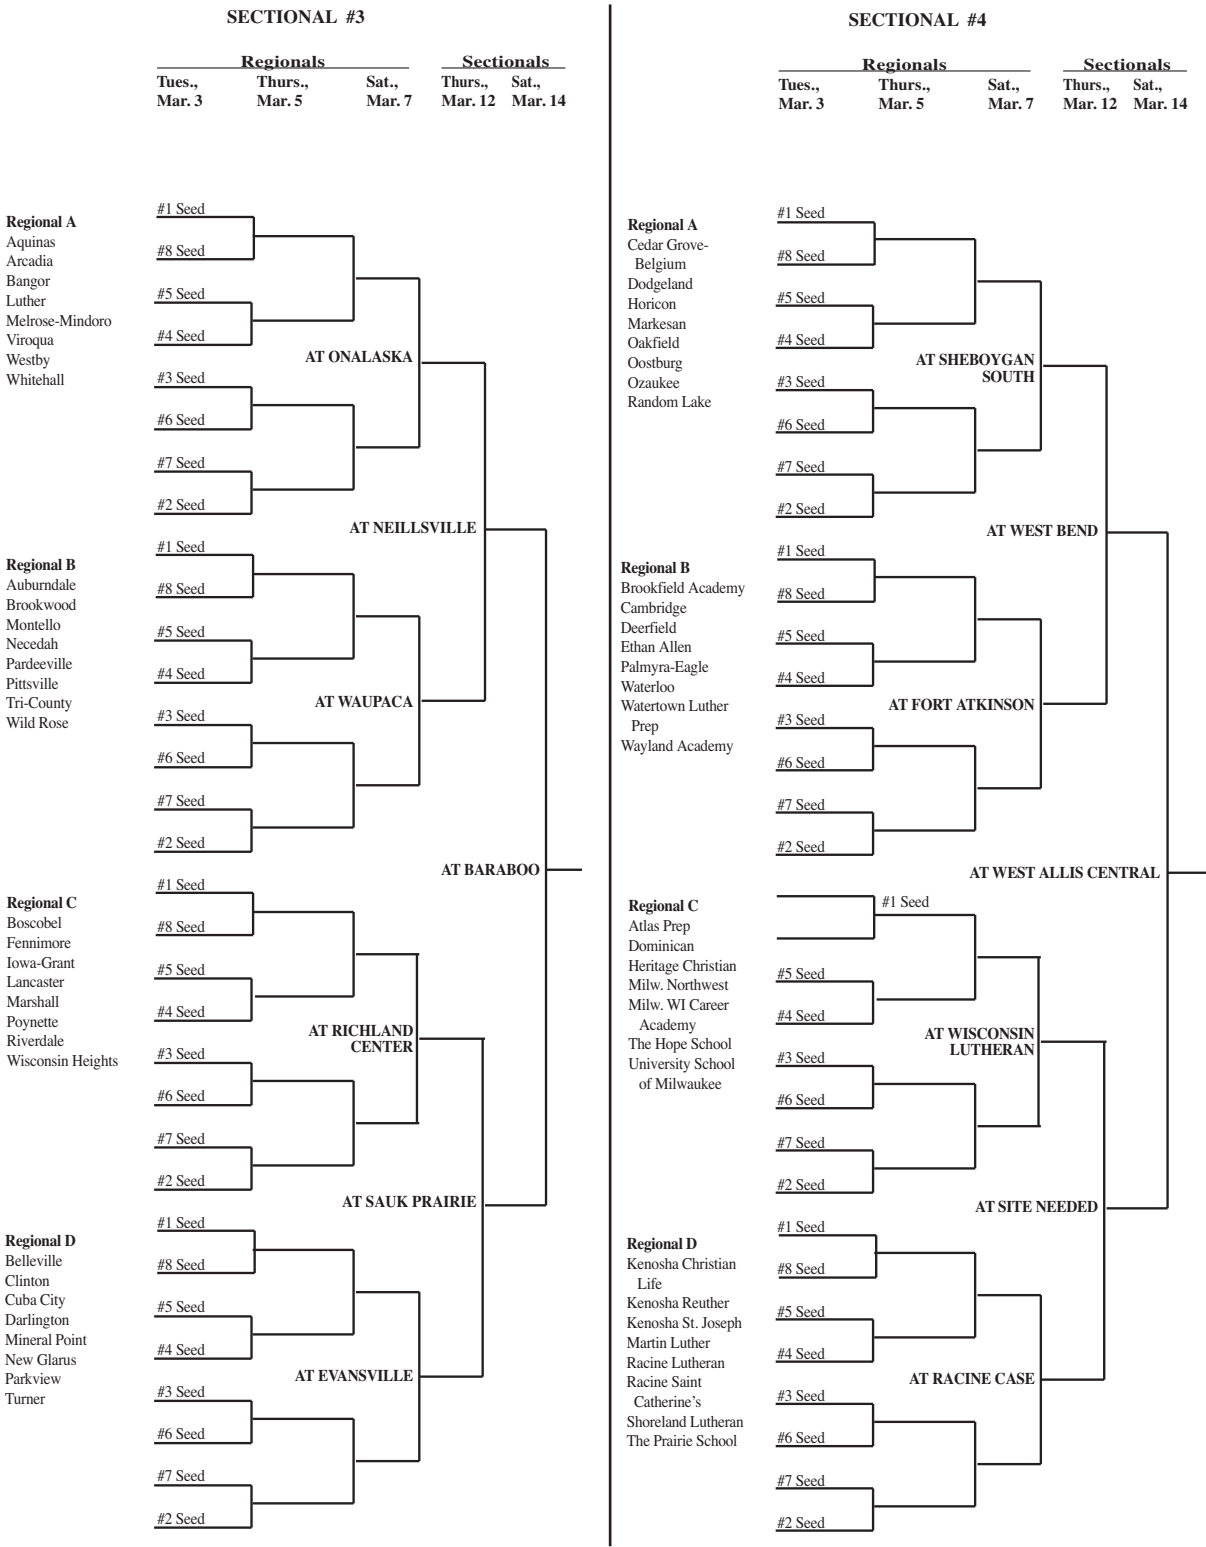 SECTIONAL #3
Regionals
Sectionals
Tues., Mar. 3
Thurs., Mar. 5
Sat., Mar. 7
Thurs., Mar. 12
Sat., Mar. 14
Regional A
Aquinas
Arcadia
Bangor
Luther
Melrose-Mindoro
Viroqua
Westby
Whitehall
#1 Seed
#8 Seed
#5 Seed
#4 Seed
AT ONALASKA
#3 Seed
#6 Seed
#7 Seed
#2 Seed
AT NEILLSVILLE
Regional B
Auburndale
Brookwood
Montello
Necedah
Pardeeville
Pittsville
Tri-County
Wild Rose
#1 Seed
#8 Seed
#5 Seed
#4 Seed
AT WAUPACA
#3 Seed
#6 Seed
#7 Seed
#2 Seed
AT BARABOO
Regional C
Boscobel
Fennimore
Iowa-Grant
Lancaster
Marshall
Poynette
Riverdale
Wisconsin Heights
#1 Seed
#8 Seed
#5 Seed
#4 Seed
AT RICHLAND
CENTER
#3 Seed
#6 Seed
#7 Seed
#2 Seed
AT SAUK PRAIRIE
Regional D
Belleville
Clinton
Cuba City
Darlington
Mineral Point
New Glarus
Parkview
Turner
#1 Seed
#8 Seed
#5 Seed
#4 Seed
AT EVANSVILLE
#3 Seed
#6 Seed
#7 Seed
#2 Seed
SECTIONAL #4
Regionals
Sectionals
Tues., Mar. 3
Thurs., Mar. 5
Sat., Mar. 7
Thurs., Mar. 12
Sat., Mar. 14
Regional A
Cedar Grove-
Belgium
Dodgeland
Horicon
Markesan
Oakfield
Oostburg
Ozaukee
Random Lake
#1 Seed
#8 Seed
#5 Seed
#4 Seed
AT SHEBOYGAN
SOUTH
#3 Seed
#6 Seed
#7 Seed
#2 Seed
AT WEST BEND
Regional B
Brookfield Academy
Cambridge
Deerfield
Ethan Allen
Palmyra-Eagle
Waterloo
Watertown Luther
Prep
Wayland Academy
#1 Seed
#8 Seed
#5 Seed
#4 Seed
AT FORT ATKINSON
#3 Seed
#6 Seed
#7 Seed
#2 Seed
AT WEST ALLIS CENTRAL
Regional C
Atlas Prep
Dominican
Heritage Christian
Milw. Northwest
Milw. WI Career
Academy
The Hope School
University School
of Milwaukee
#1 Seed
#5 Seed
#4 Seed
AT WISCONSIN
LUTHERAN
#3 Seed
#6 Seed
#7 Seed
#2 Seed
AT SITE NEEDED
Regional D
Kenosha Christian
Life
Kenosha Reuther
Kenosha St. Joseph
Martin Luther
Racine Lutheran
Racine Saint
Catherine's
Shoreland Lutheran
The Prairie School
#1 Seed
#8 Seed
#5 Seed
#4 Seed
AT RACINE CASE
#3 Seed
#6 Seed
#7 Seed
#2 Seed